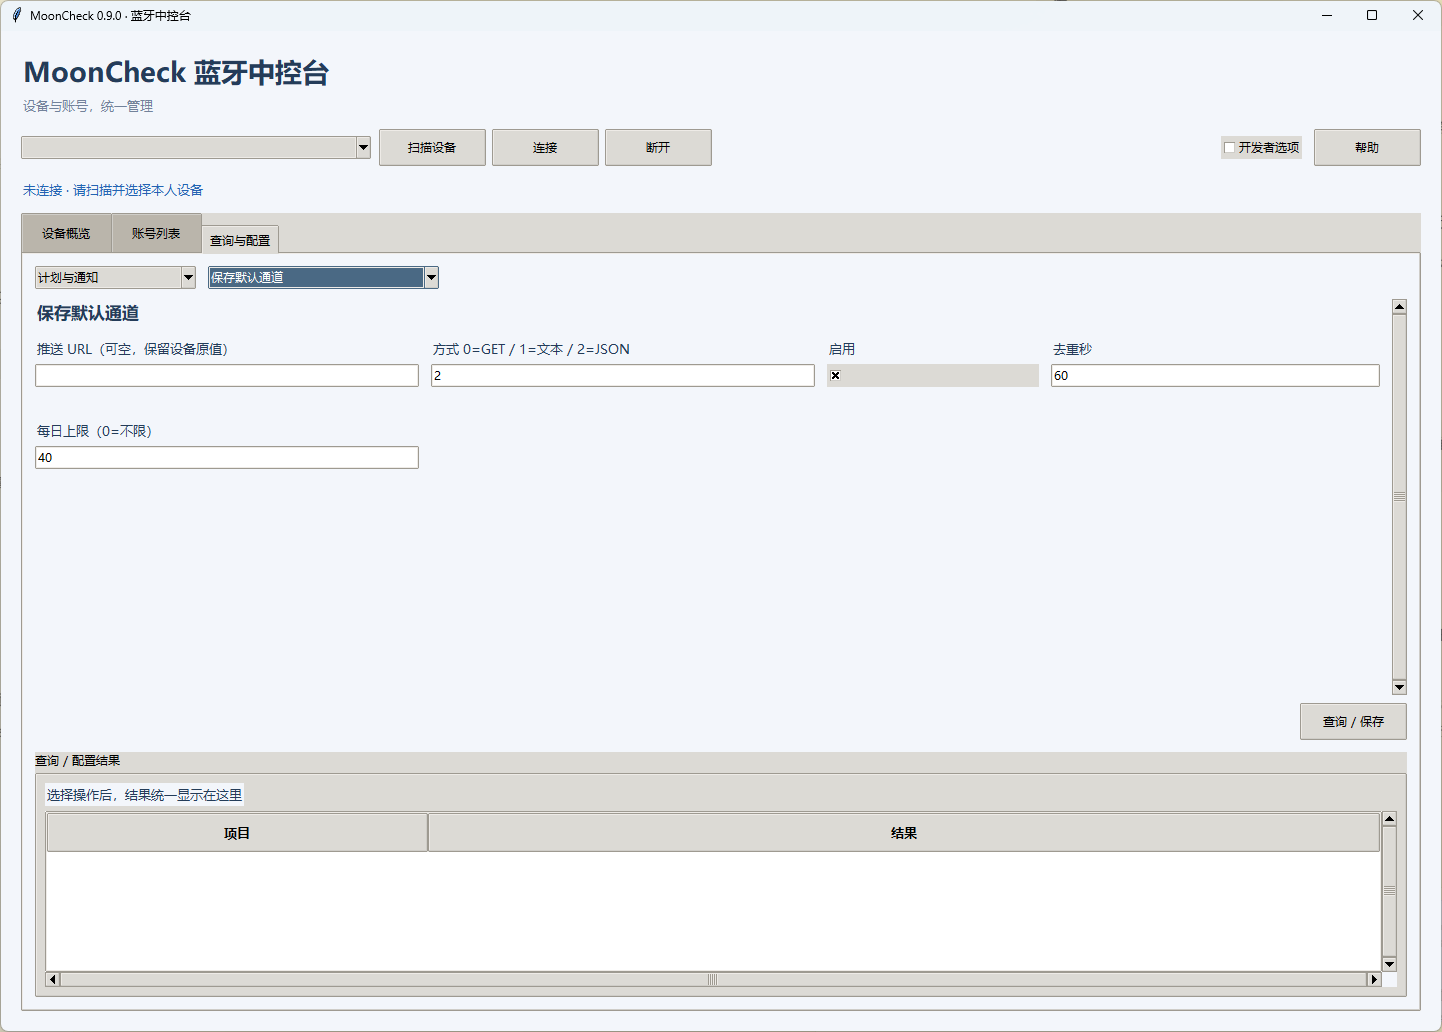 MoonCheck 0.9.0 · 蓝牙中控台
MoonCheck 蓝牙中控台
设备与账号，统一管理
扫描设备 连接 断开 开发者选项 帮助
未连接 · 请扫描并选择本人设备
设备概览 账号列表 查询与配置
计划与通知 保存默认通道
保存默认通道
推送 URL（可空，保留设备原值） 方式 0=GET / 1=文本 / 2=JSON 启用 去重秒
2 60
每日上限（0=不限）
40
查询 / 保存
查询 / 配置结果
选择操作后，结果统一显示在这里
项目 结果